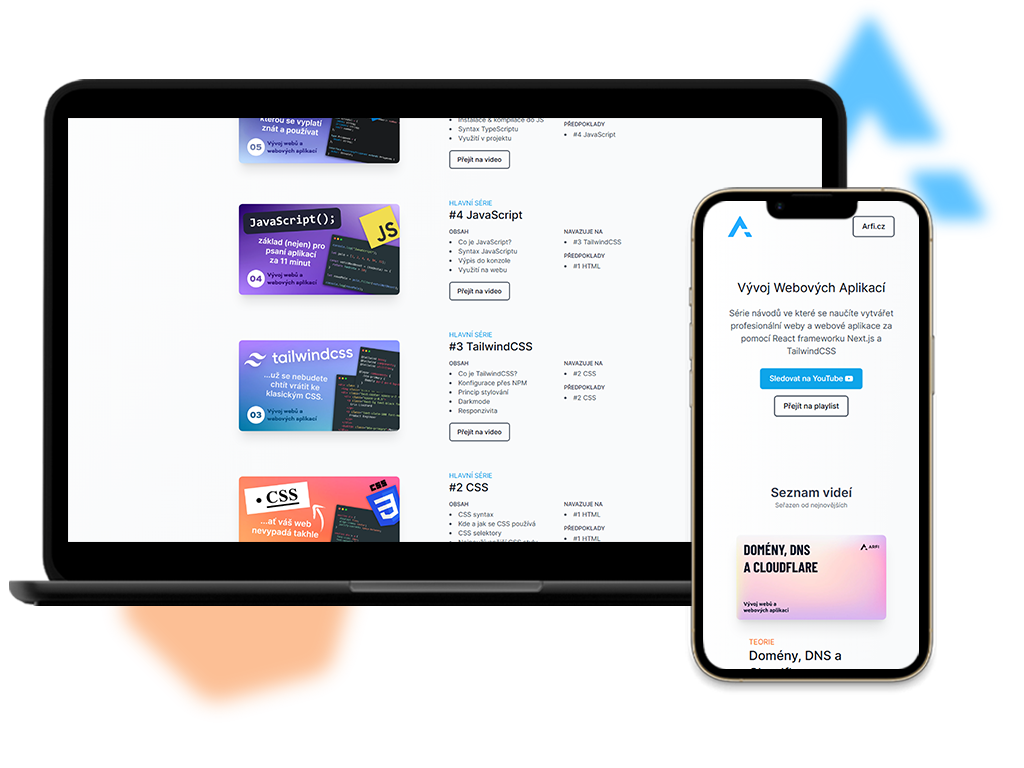 kterou se vyplatí
znát a používat
05
Vývoj webů a
webových aplikací
Instalace & kompilace do JS
Syntax TypeScriptu
Využití v projektu
PŘEDPOKLADY
#4 JavaScript
Přejít na video
JavaScript();
JS
základ (nejen) pro
psaní aplikací
za 11 minut
04
Vývoj webů a
webových aplikací
HLAVNÍ SÉRIE
#4 JavaScript
OBSAH
Co je JavaScript?
Syntax JavaScriptu
Výpis do konzole
Využití na webu
NAVAZUJE NA
#3 TailwindCSS
PŘEDPOKLADY
#1 HTML
Přejít na video
tailwindcss
...už se nebudete
chtít vrátit ke
klasickým CSS.
03
Vývoj webů a
webových aplikací
HLAVNÍ SÉRIE
#3 TailwindCSS
OBSAH
Co je TailwindCSS?
Konfigurace přes NPM
Princip stylování
Darkmode
Responzivita
NAVAZUJE NA
#2 CSS
PŘEDPOKLADY
#2 CSS
Přejít na video
• CSS
CSS
3
...ať váš web
nevypadá takhle
HLAVNÍ SÉRIE
#2 CSS
OBSAH
CSS syntax
Kde a jak se CSS používá
CSS selektory
NAVAZUJE NA
#1 HTML
PŘEDPOKLADY
#1 HTML
Arfi.cz
Vývoj Webových Aplikací
Série návodů ve které se naučíte vytvářet
profesionální weby a webové aplikace za
pomocí React frameworku Next.js a
TailwindCSS
Sledovat na YouTube
Přejít na playlist
Seznam videí
Seřazen od nejnovějších
DOMÉNY, DNS
A CLOUDFLARE
ARFI
Vývoj webů a
webových aplikací
TEORIE
Domény, DNS a